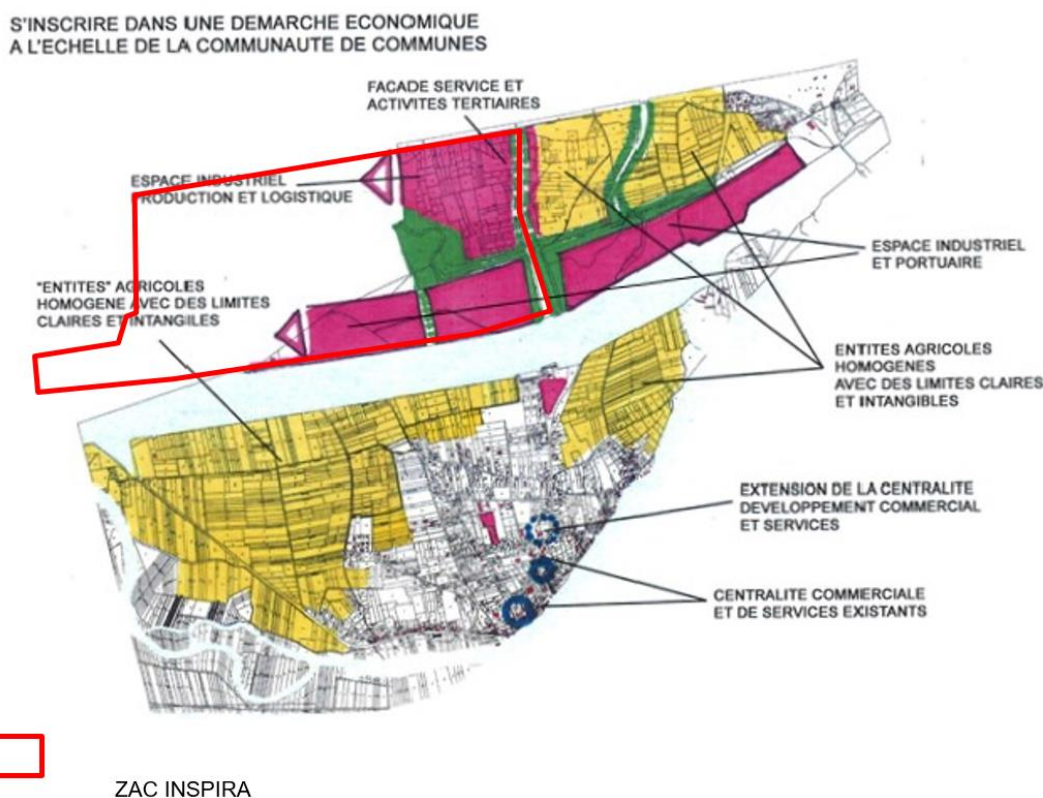 S'INSCRIRE DANS UNE DEMARCHE ECONOMIQUE
A L'ECHELLE DE LA COMMUNAUTE DE COMMUNES
FACADE SERVICE ET
ACTIVITES TERTIAIRES
ESPACE INDUSTRIEL
PRODUCTION ET LOGISTIQUE
ESPACE INDUSTRIEL
ET PORTUAIRE
"ENTITES" AGRICOLES
HOMOGENE AVEC DES LIMITES
CLAIRES ET INTANGILES
ENTITES AGRICOLES
HOMOGENES
AVEC DES LIMITES CLAIRES
ET INTANGIBLES
EXTENSION DE LA CENTRALITE
DEVELOPPEMENT COMMERCIAL
ET SERVICES
CENTRALITE COMMERCIALE
ET DE SERVICES EXISTANTS
ZAC INSPIRA